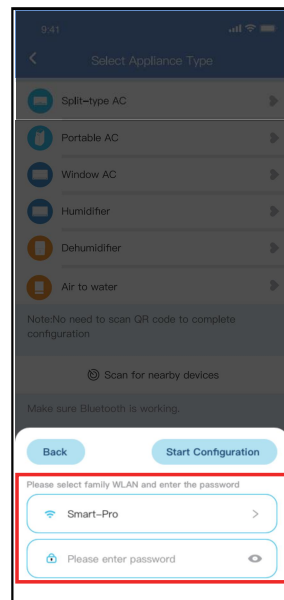 9:41
Select Appliance Type
Split-type AC
Portable AC
Window AC
Humidifier
Dehumidifier
Air to water
Note:No need to scan QR code to complete
configuration
Scan for nearby devices
Make sure Bluetooth is working.
Back
Start Configuration
Please select family WLAN and enter the password
Smart-Pro
Please enter password